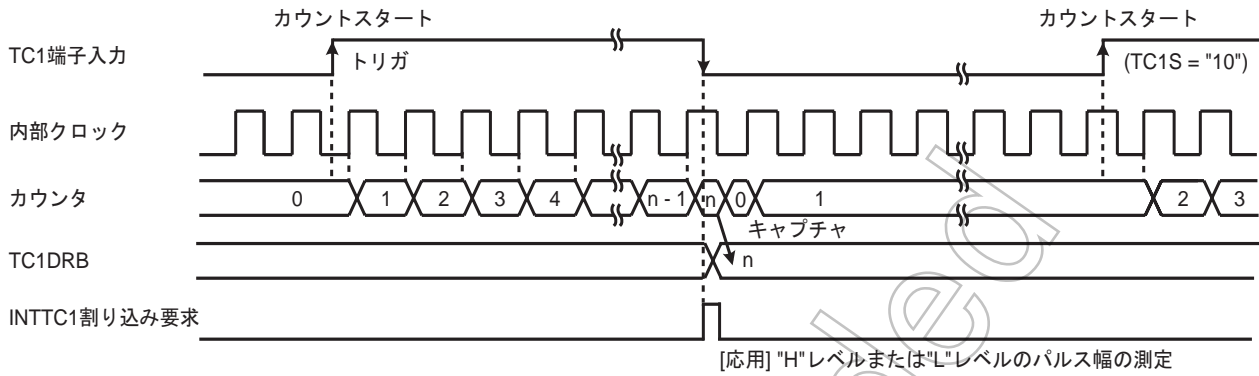 カウントスタート カウントスタート
TC1端子入力 トリガ (TC1S = "10")
内部クロック
カウンタ 0 1 2 3 4 n - 1 n 0 1 2 3
キャプチャ
TC1DRB n
INTTC1割り込み要求
[応用] "H"レベルまたは"L"レベルのパルス幅の測定